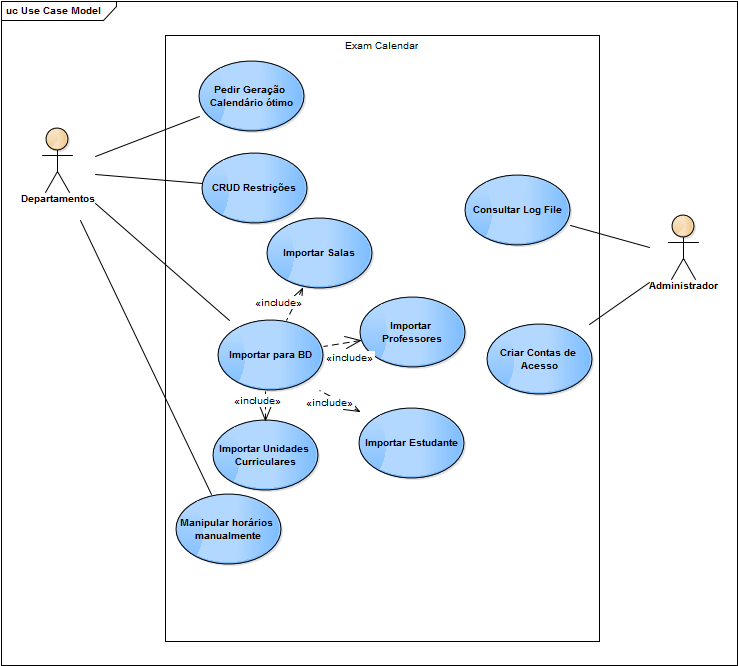 uc Use Case Model
Exam Calendar
Pedir Geração
Calendário ótimo
Departamentos
CRUD Restrições
Consultar Log File
Importar Salas
Administrador
«include»
Importar
Professores
Importar para BD
«include»
Criar Contas de
Acesso
«include»
«include»
Importar Estudante
Importar Unidades
Curriculares
Manipular horários
manualmente